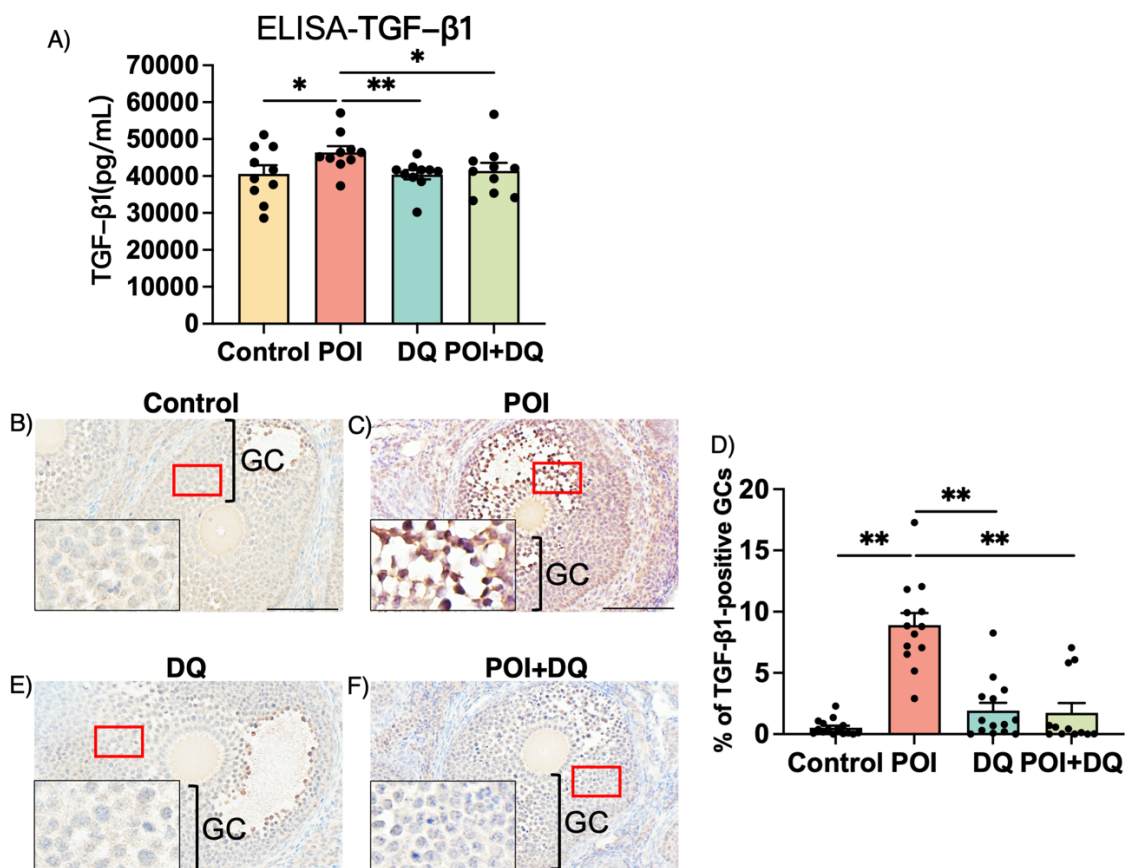 A)
ELISA-TGF–β1
TGF–β1(pg/mL)
70000
60000
50000
40000
30000
20000
10000
0
*
**
*
Control POI DQ POI+DQ
B)
Control
GC
C)
POI
GC
D)
% of TGF-β1-positive GCs
20
15
10
5
0
**
**
**
Control POI DQ POI+DQ
E)
DQ
GC
F)
POI+DQ
GC